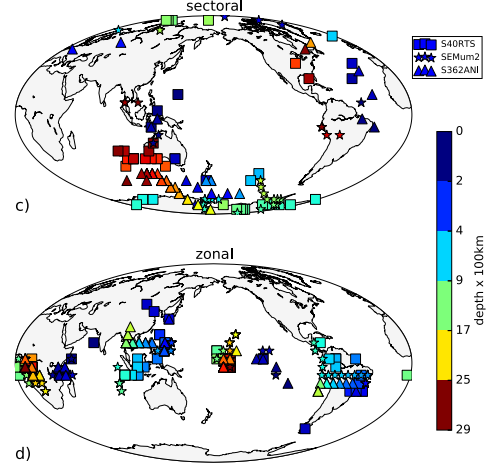 sectoral
S40RTS
SEMum2
S362ANI
c)
0
2
4
9
17
25
29
depth x 100km
zonal
d)